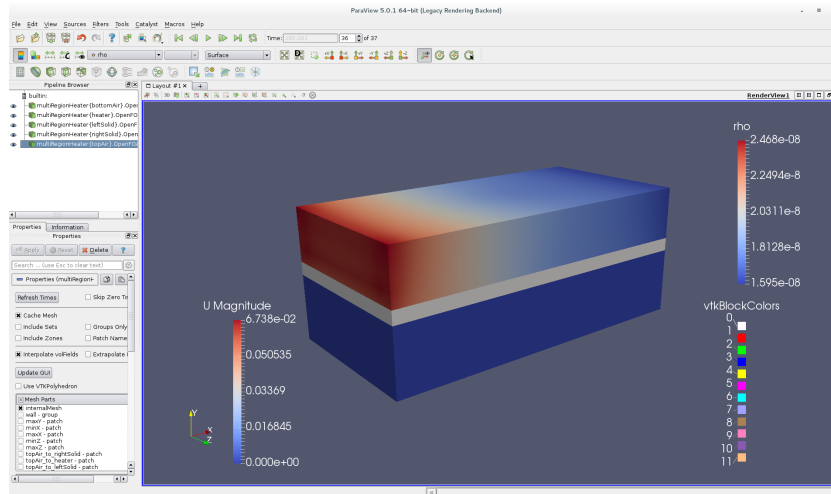 ParaView 5.0.1 64-bit (Legacy Rendering Backend)
File Edit View Sources Filters Tools Catalyst Macros Help
Time: 36 of 37
rho Surface
Pipeline Browser
Layout #1 X +
builtin:
RenderView1
multiRegionHeater{bottomAir}.Ope
multiRegionHeater{heater}.OpenFO
multiRegionHeater{leftSolid}.OpenF
multiRegionHeater{rightSolid}.Open
multiRegionHeater{topAir}.OpenFOA
Properties Information
Properties
Apply Reset Delete ?
Search ... (use Esc to clear text)
Properties (multiRegionH
Refresh Times Skip Zero Tir
Cache Mesh
Include Sets Groups Only
Include Zones Patch Name
Interpolate volFields Extrapolate
Update GUI
Use VTKPolyhedron
Mesh Parts
internalMesh
wall - group
maxY - patch
minX - patch
maxX - patch
minZ - patch
maxZ - patch
topAir_to_rightSolid - patch
topAir_to_heater - patch
topAir_to_leftSolid - patch
rho
2.468e-08
2.2494e-8
2.0311e-8
1.8128e-8
1.595e-08
U Magnitude
6.738e-02
0.050535
0.03369
0.016845
0.000e+00
vtkBlockColors
0
1
2
3
4
5
6
7
8
9
10
11
Y
X
Z